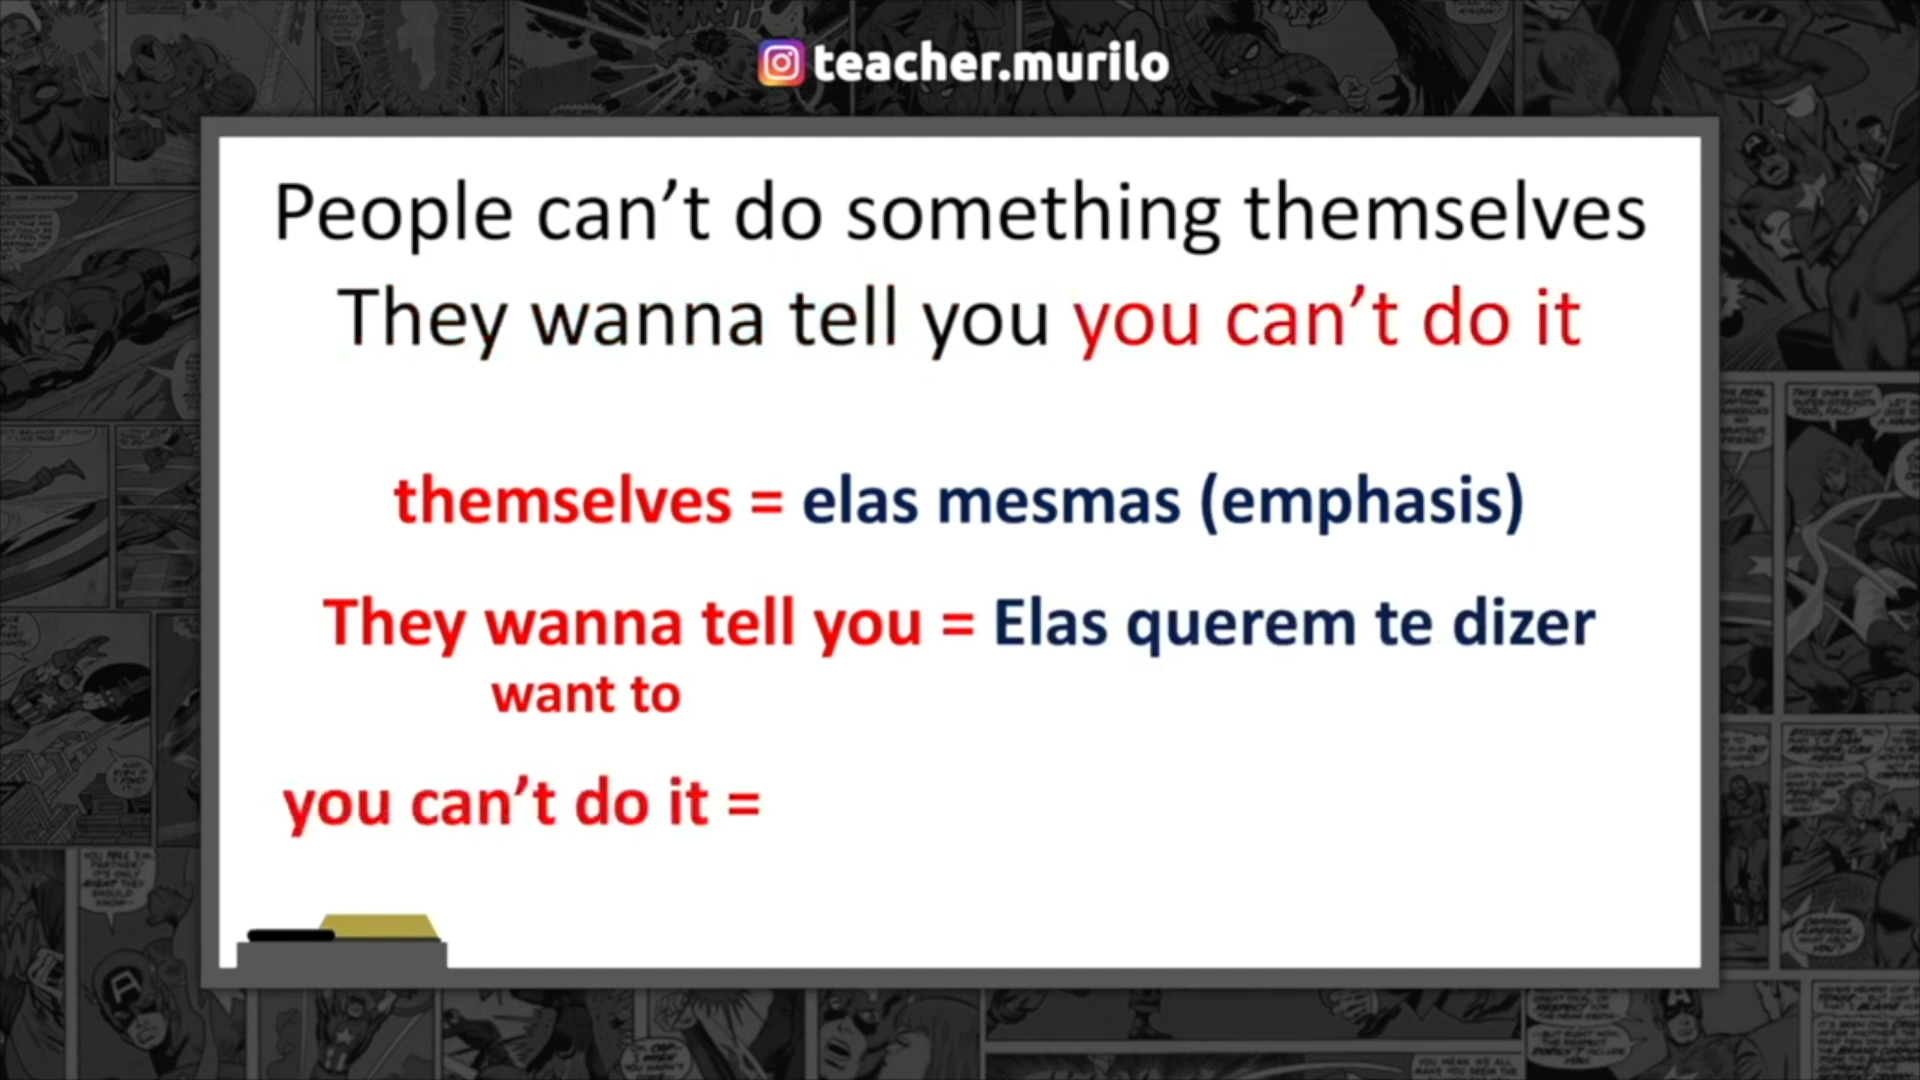 teacher.murilo
People can't do something themselves
They wanna tell you you can't do it
themselves = elas mesmas (emphasis)
They wanna tell you = Elas querem te dizer
want to
you can't do it =